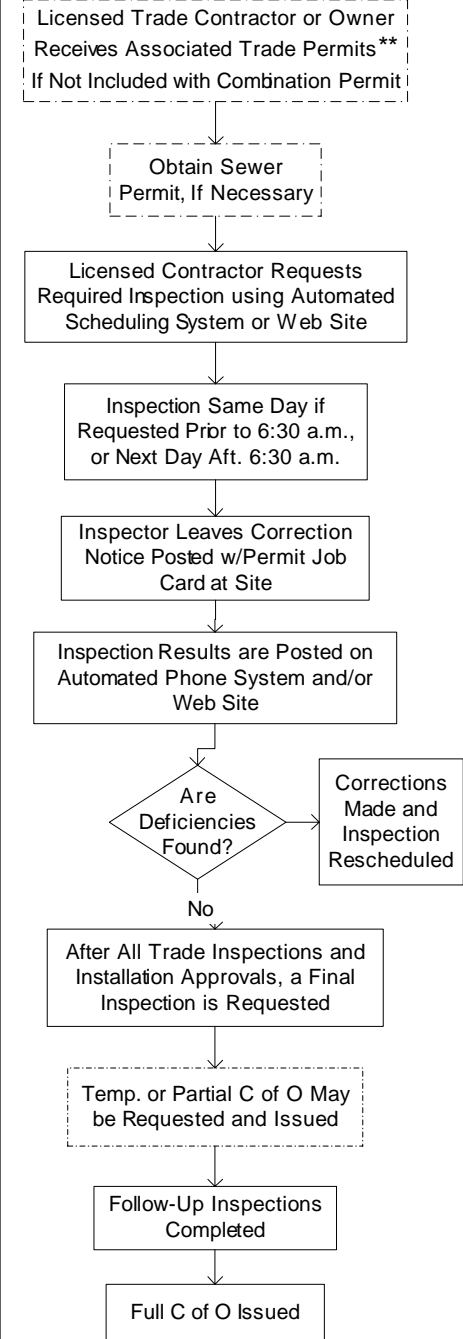 Licensed Trade Contractor or Owner
Receives Associated Trade Permits**
If Not Included with Combination Permit
Obtain Sewer
Permit, If Necessary
Licensed Contractor Requests
Required Inspection using Automated
Scheduling System or Web Site
Inspection Same Day if
Requested Prior to 6:30 a.m.,
or Next Day Aft. 6:30 a.m.
Inspector Leaves Correction
Notice Posted w/Permit Job
Card at Site
Inspection Results are Posted on
Automated Phone System and/or
Web Site
Are
Deficiencies
Found?
Corrections
Made and
Inspection
Rescheduled
No
After All Trade Inspections and
Installation Approvals, a Final
Inspection is Requested
Temp. or Partial C of O May
be Requested and Issued
Follow-Up Inspections
Completed
Full C of O Issued